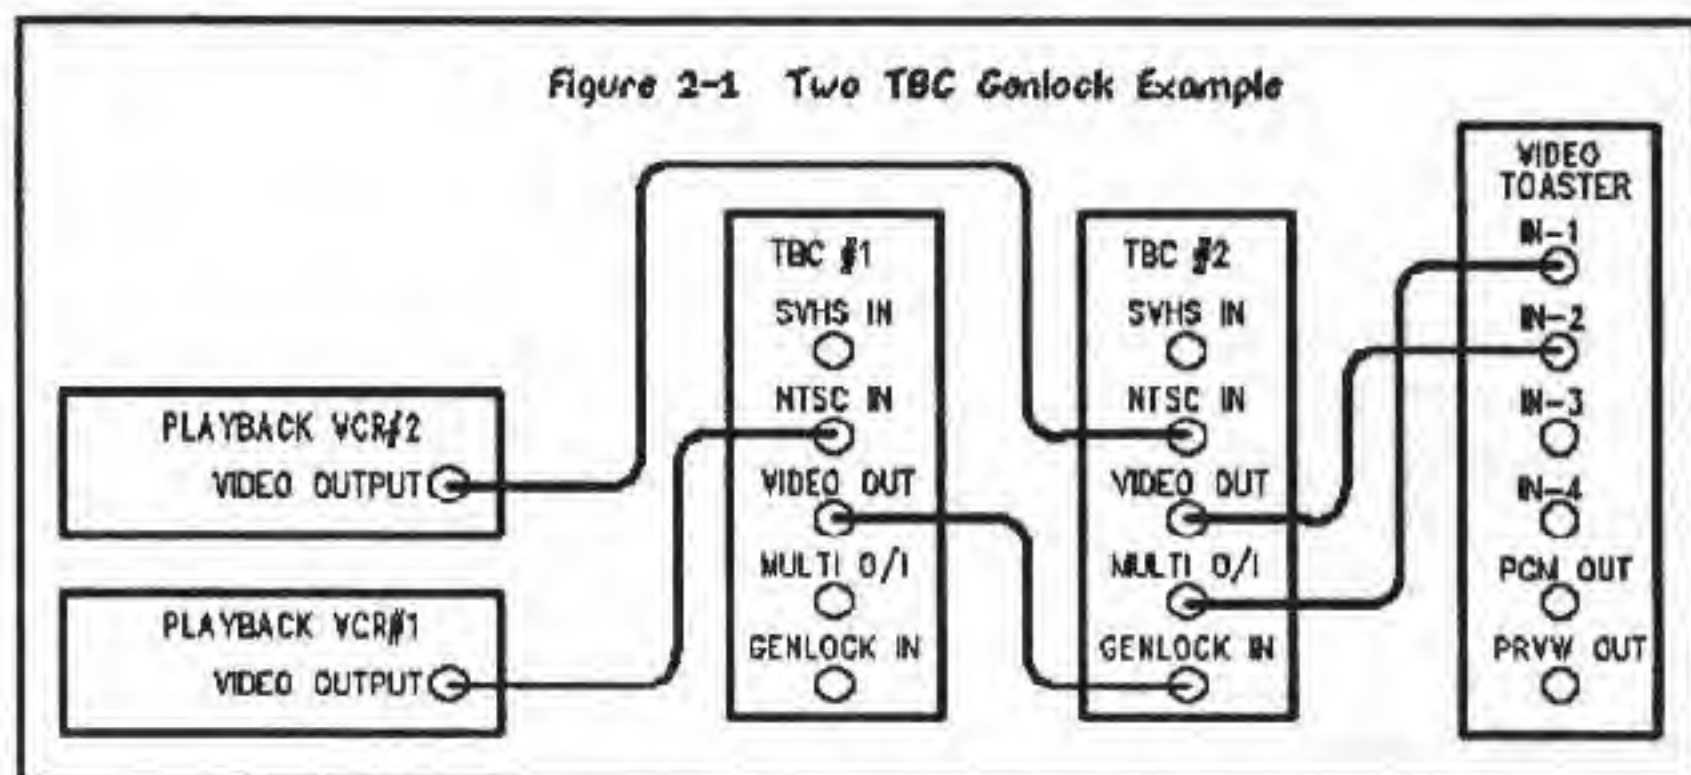 Figure 2-1 Two TBC Genlock Example
PLAYBACK VCR#2
VIDEO OUTPUT
PLAYBACK VCR#1
VIDEO OUTPUT
TBC #1
SVHS IN
NTSC IN
VIDEO OUT
MULTI O/I
GENLOCK IN
TBC #2
SVHS IN
NTSC IN
VIDEO OUT
MULTI O/I
GENLOCK IN
VIDEO
TOASTER
IN-1
IN-2
IN-3
IN-4
PGM OUT
PRVW OUT